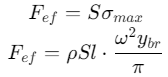 F_{ef} = Sσ_{max}
F_{ef} = ρSl · \frac{ω^2 y_{br}}{π}